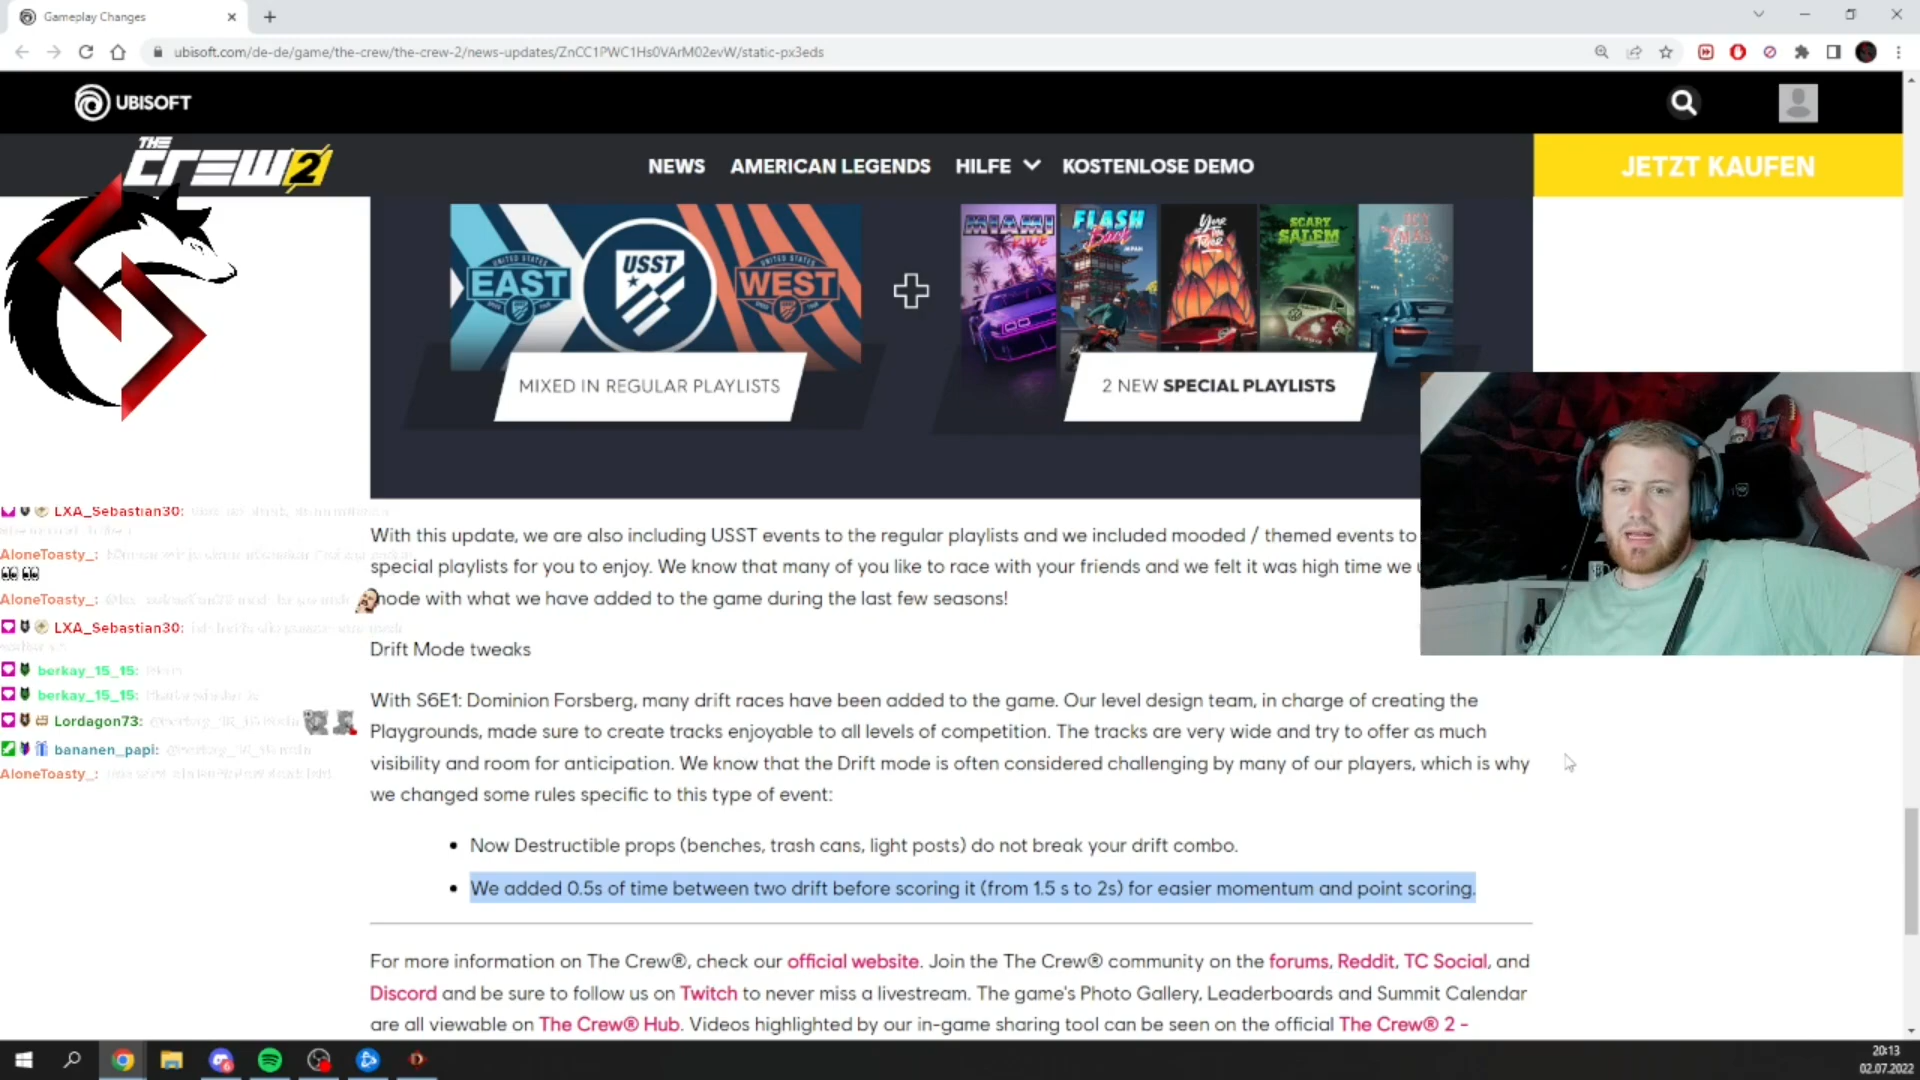 Gameplay Changes
ubisoft.com/de-de/game/the-crew/the-crew-2/news-updates/ZnCC1PWC1Hs0VArM02evW/static-px3eds
UBISOFT
THE CREW 2
NEWS AMERICAN LEGENDS HILFE KOSTENLOSE DEMO
JETZT KAUFEN
UNITED STATES EAST
USST
UNITED STATES WEST
MIAMI
FLASH Back
SCARY SALEM
MIXED IN REGULAR PLAYLISTS
2 NEW SPECIAL PLAYLISTS
With this update, we are also including USST events to the regular playlists and we included mooded / themed events to
special playlists for you to enjoy. We know that many of you like to race with your friends and we felt it was high time we
mode with what we have added to the game during the last few seasons!
Drift Mode tweaks
With S6E1: Dominion Forsberg, many drift races have been added to the game. Our level design team, in charge of creating the
Playgrounds, made sure to create tracks enjoyable to all levels of competition. The tracks are very wide and try to offer as much
visibility and room for anticipation. We know that the Drift mode is often considered challenging by many of our players, which is why
we changed some rules specific to this type of event:
• Now Destructible props (benches, trash cans, light posts) do not break your drift combo.
• We added 0.5s of time between two drift before scoring it (from 1.5 s to 2s) for easier momentum and point scoring.
For more information on The Crew®, check our official website. Join the The Crew® community on the forums, Reddit, TC Social, and
Discord and be sure to follow us on Twitch to never miss a livestream. The game's Photo Gallery, Leaderboards and Summit Calendar
are all viewable on The Crew® Hub. Videos highlighted by our in-game sharing tool can be seen on the official The Crew® 2 -
LXA_Sebastian30:
AloneToasty_:
AloneToasty_:
LXA_Sebastian30:
berkay_15_15:
berkay_15_15:
Lordagon73:
bananen_papi:
AloneToasty_:
20:13
02.07.2022